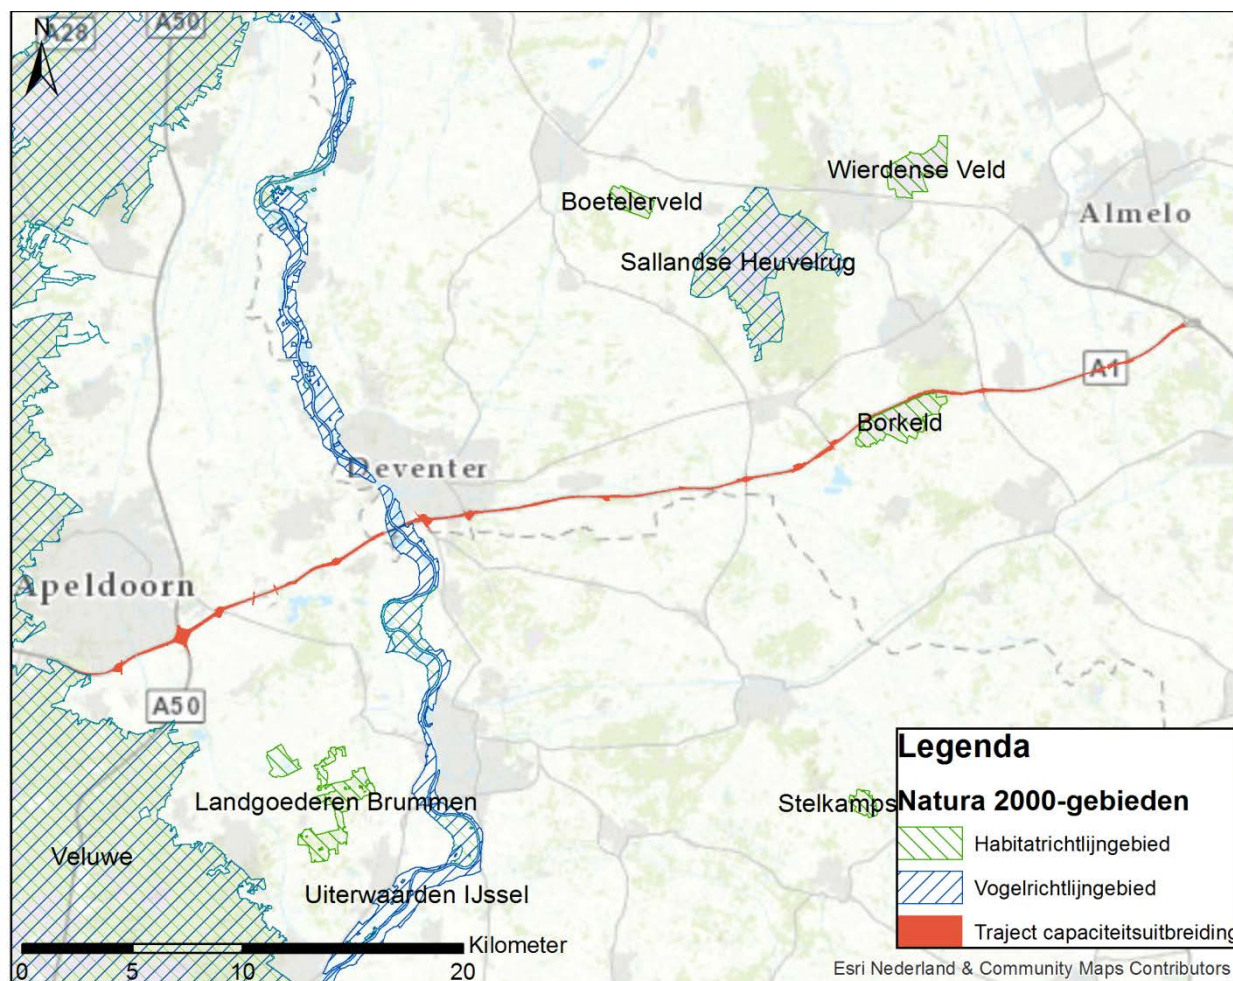 N
A28
A50
Wierdense Veld
Boetelerveld
Almelo
Sallandse Heuvelrug
A1
Borkeld
Deventer
Apeldoorn
A50
Landgoederen Brummen
Stelkamps
Veluwe
Uiterwaarden IJssel
Legenda
Natura 2000-gebieden
Habitatrichtlijngebied
Vogelrichtlijngebied
Traject capaciteitsuitbreiding
Kilometer
0 5 10 20
Esri Nederland & Community Maps Contributors